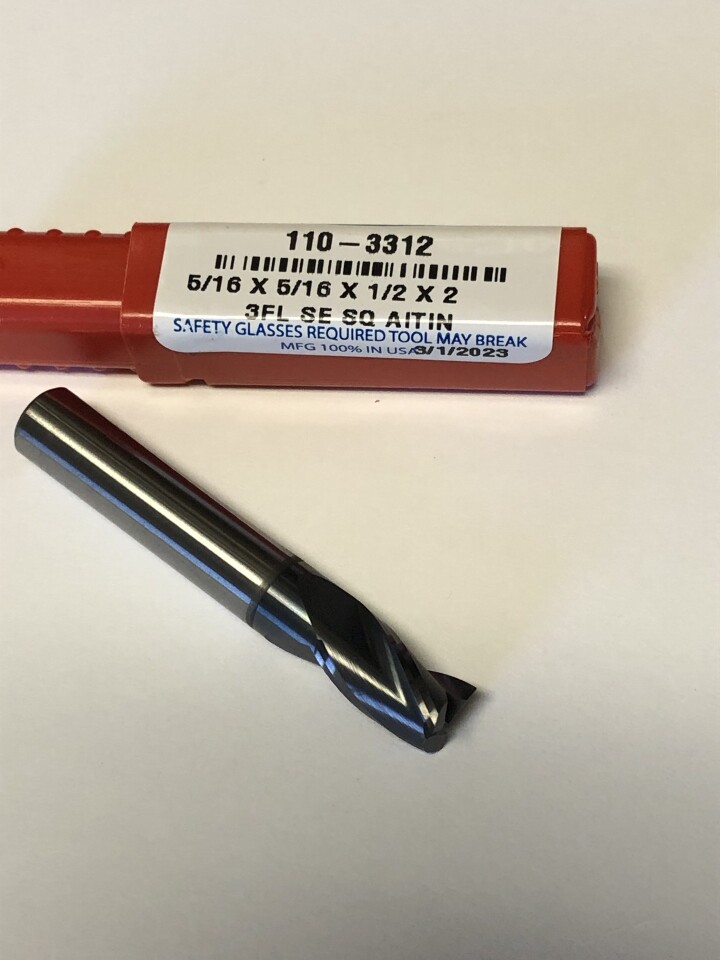 110-3312
5/16 X 5/16 X 1/2 X 2
3FL SE SQ AITIN
SAFETY GLASSES REQUIRED TOOL MAY BREAK
MFG 100% IN USA 3/1/2023